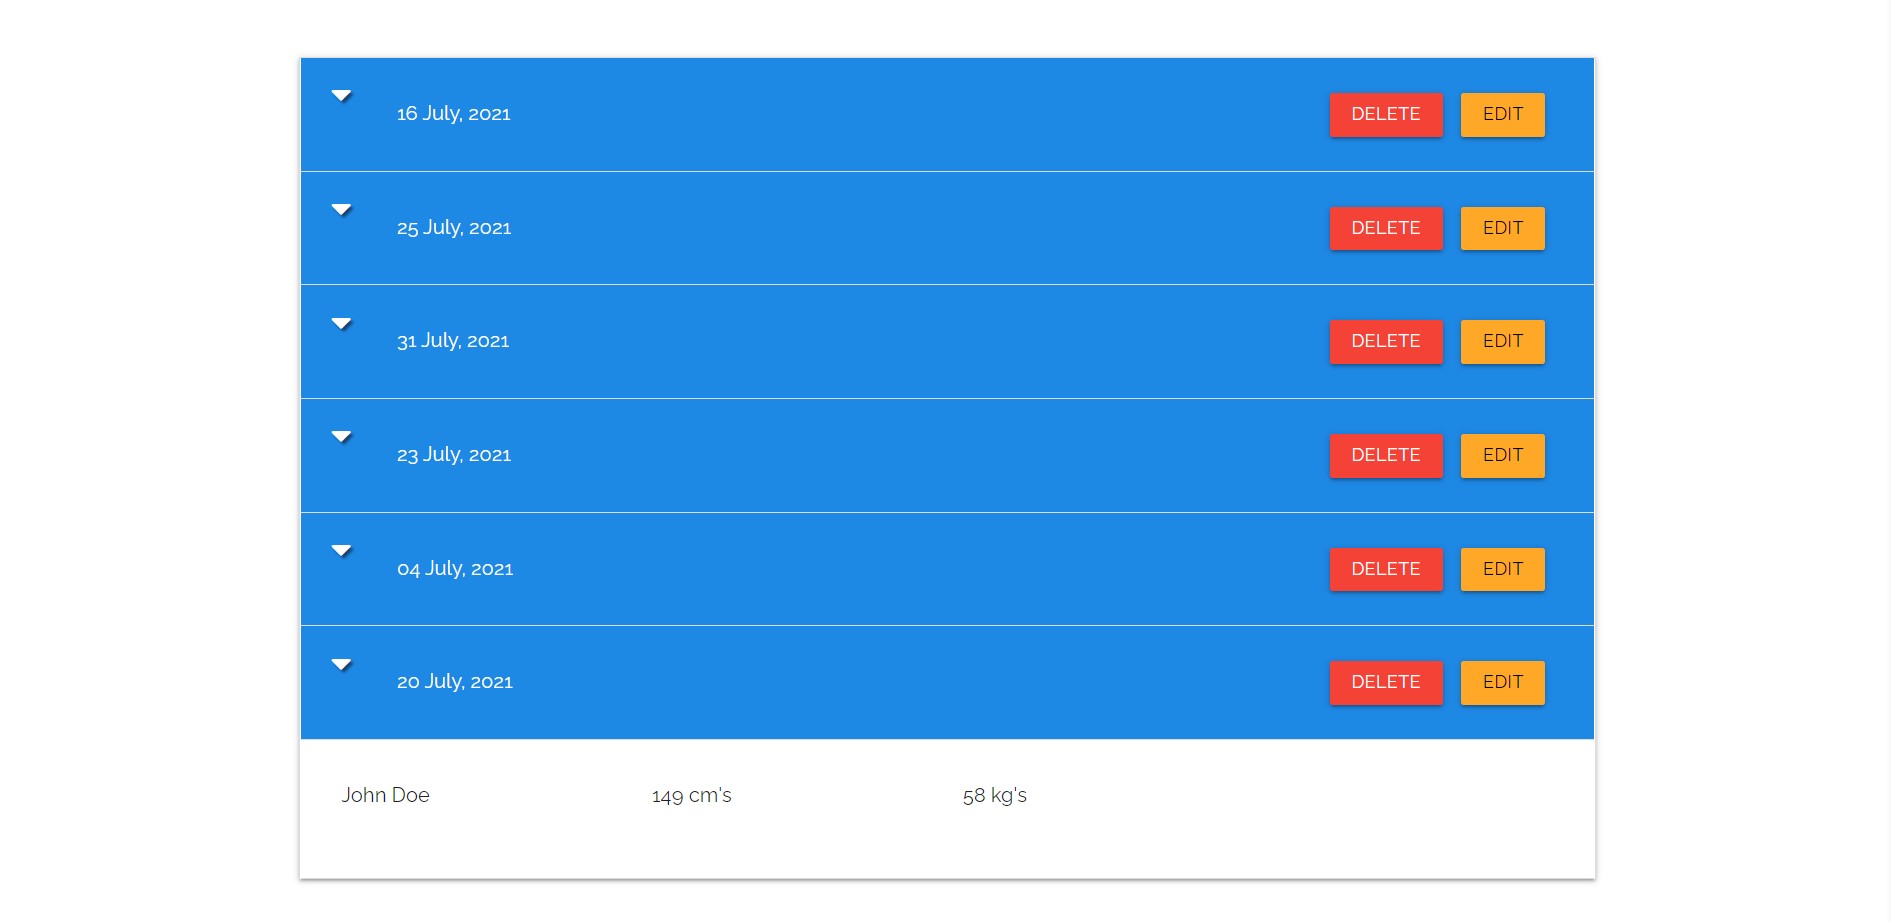 16 July, 2021 DELETE EDIT
25 July, 2021 DELETE EDIT
31 July, 2021 DELETE EDIT
23 July, 2021 DELETE EDIT
04 July, 2021 DELETE EDIT
20 July, 2021 DELETE EDIT
John Doe 149 cm's 58 kg's